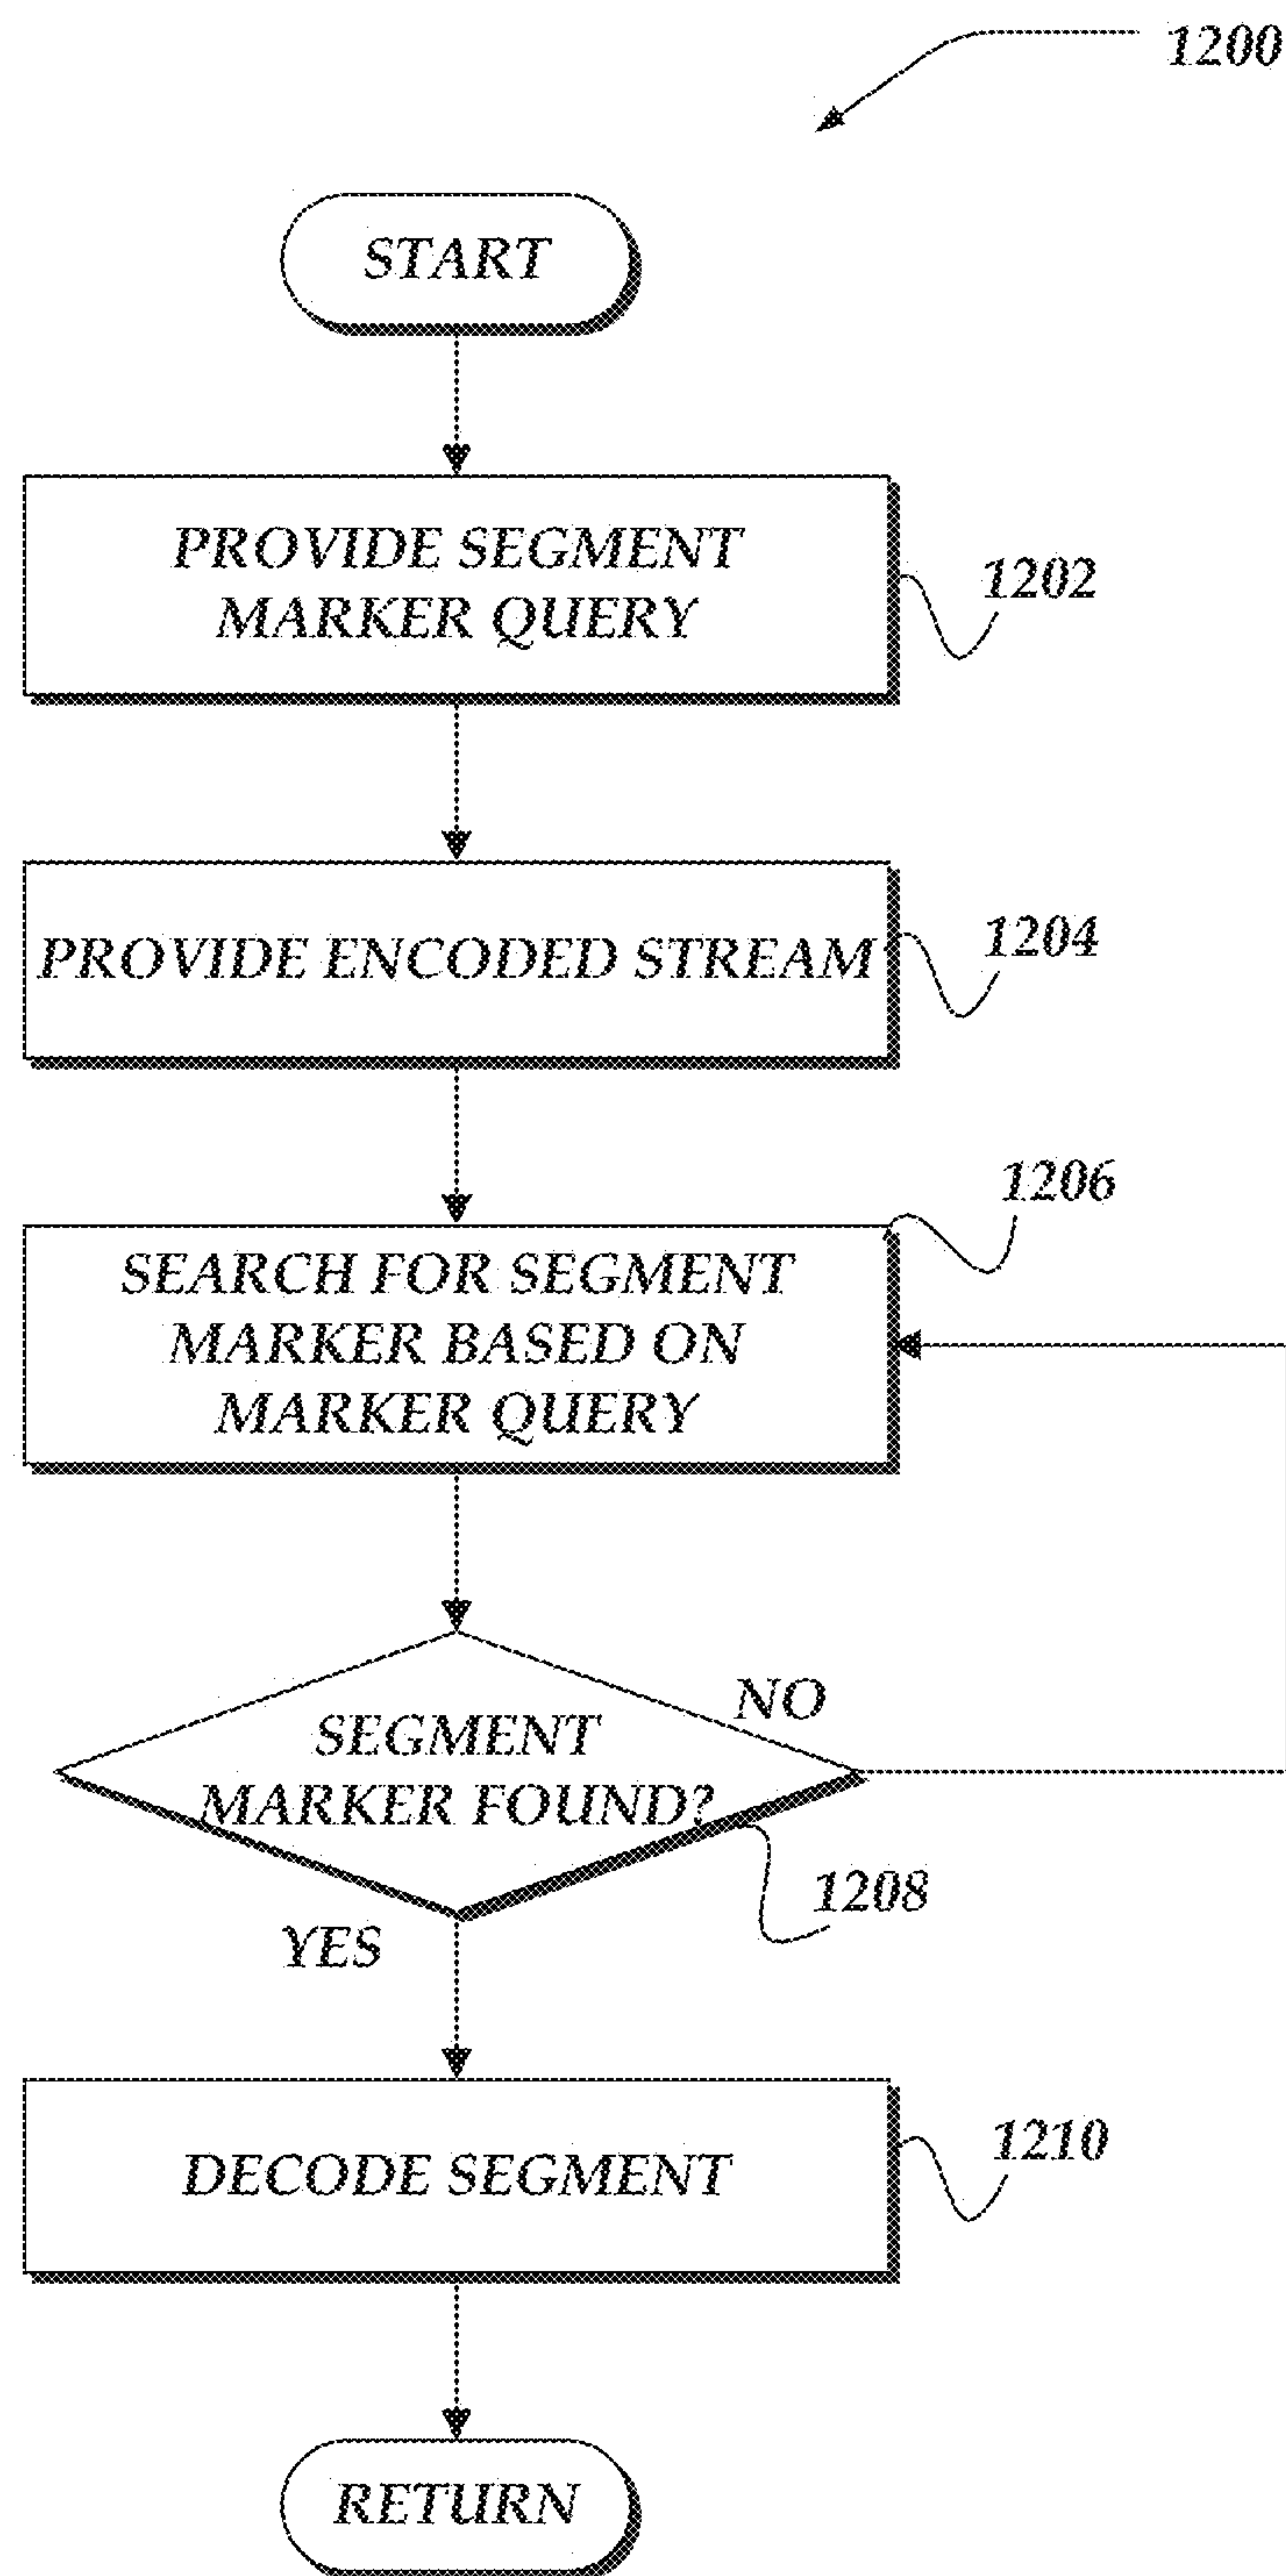 1200
START
PROVIDE SEGMENT
MARKER QUERY
1202
PROVIDE ENCODED STREAM
1204
1206
SEARCH FOR SEGMENT
MARKER BASED ON
MARKER QUERY
NO
SEGMENT
MARKER FOUND?
1208
YES
DECODE SEGMENT
1210
RETURN